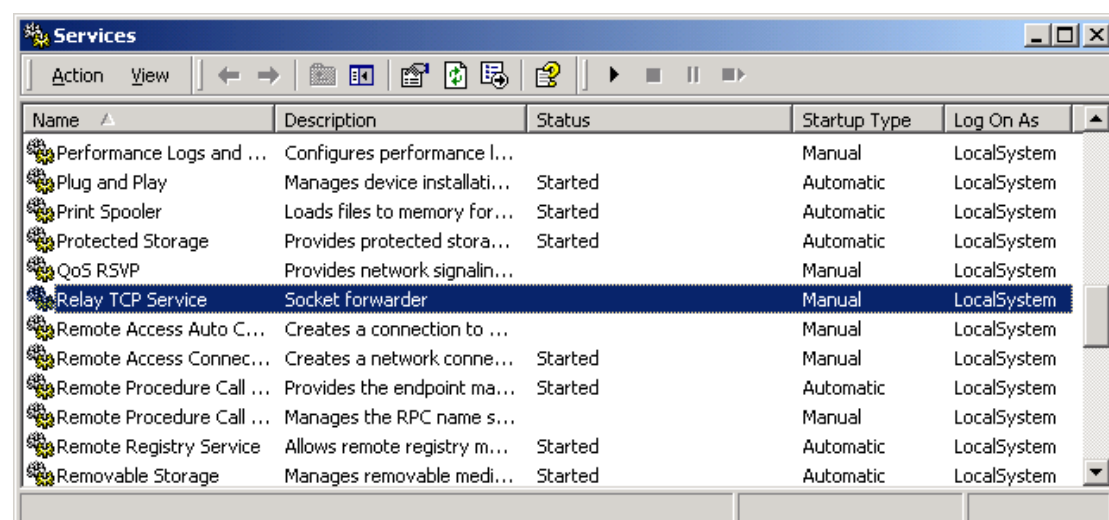 Services
Action View
Name Description Status Startup Type Log On As
Performance Logs and ... Configures performance l... Manual LocalSystem
Plug and Play Manages device installati... Started Automatic LocalSystem
Print Spooler Loads files to memory for... Started Automatic LocalSystem
Protected Storage Provides protected stora... Started Automatic LocalSystem
QoS RSVP Provides network signalin... Manual LocalSystem
Relay TCP Service Socket forwarder Manual LocalSystem
Remote Access Auto C... Creates a connection to ... Manual LocalSystem
Remote Access Connec... Creates a network conne... Started Manual LocalSystem
Remote Procedure Call ... Provides the endpoint ma... Started Automatic LocalSystem
Remote Procedure Call ... Manages the RPC name s... Manual LocalSystem
Remote Registry Service Allows remote registry m... Started Automatic LocalSystem
Removable Storage Manages removable medi... Started Automatic LocalSystem